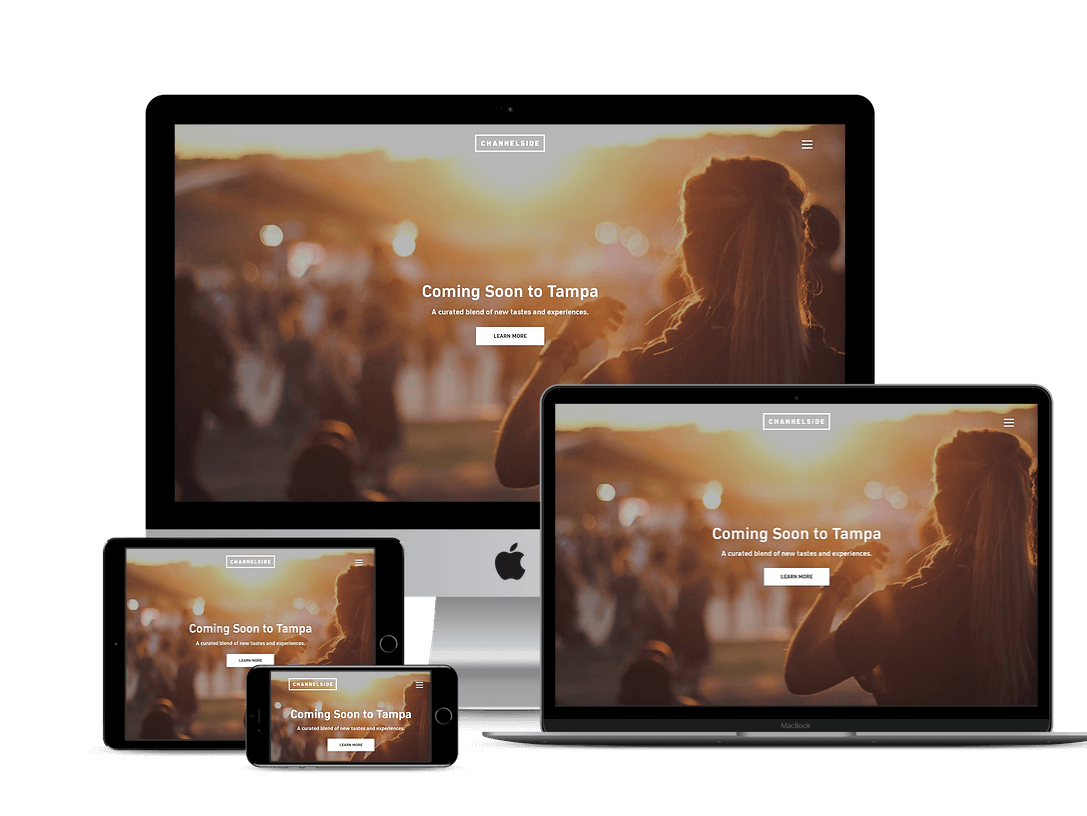 CHANNELSIDE
Coming Soon to Tampa
A curated blend of new tastes and experiences.
LEARN MORE
CHANNELSIDE
Coming Soon to Tampa
A curated blend of new tastes and experiences.
LEARN MORE
MacBook
CHANNELSIDE
Coming Soon to Tampa
A curated blend of new tastes and experiences.
LEARN MORE
CHANNELSIDE
Coming Soon to Tampa
A curated blend of new tastes and experiences.
LEARN MORE